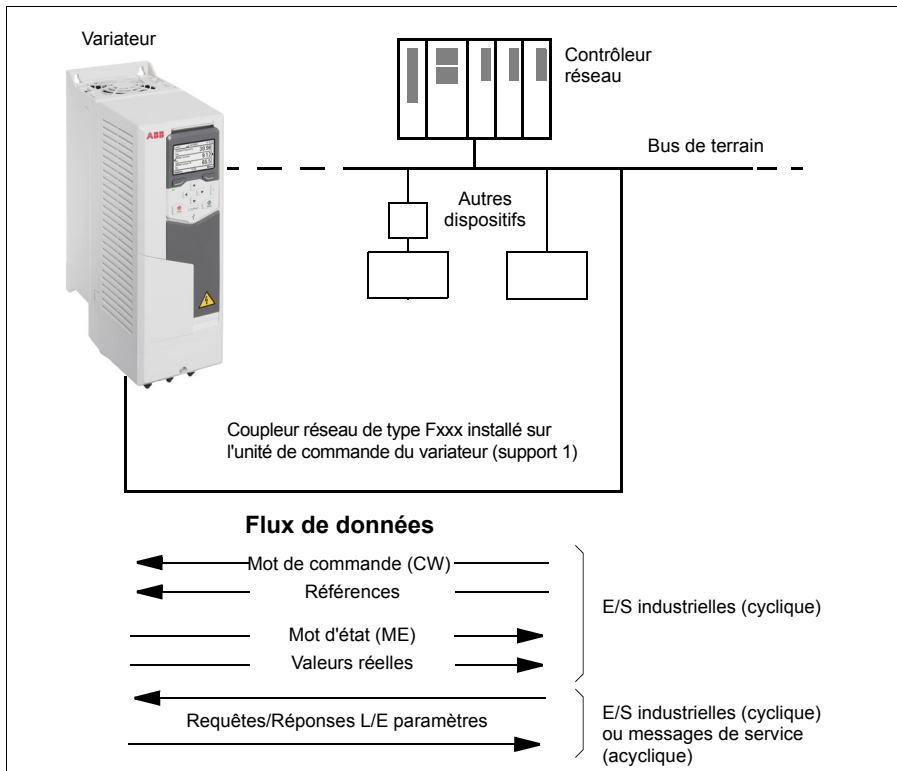 Variateur
Contrôleur
réseau
ABB
Bus de terrain
Autres
dispositifs
Coupleur réseau de type Fxxx installé sur
l'unité de commande du variateur (support 1)
Flux de données
Mot de commande (CW)
Références
E/S industrielles (cyclique)
Mot d'état (ME)
Valeurs réelles
Requêtes/Réponses L/E paramètres
E/S industrielles (cyclique)
ou messages de service
(acyclique)